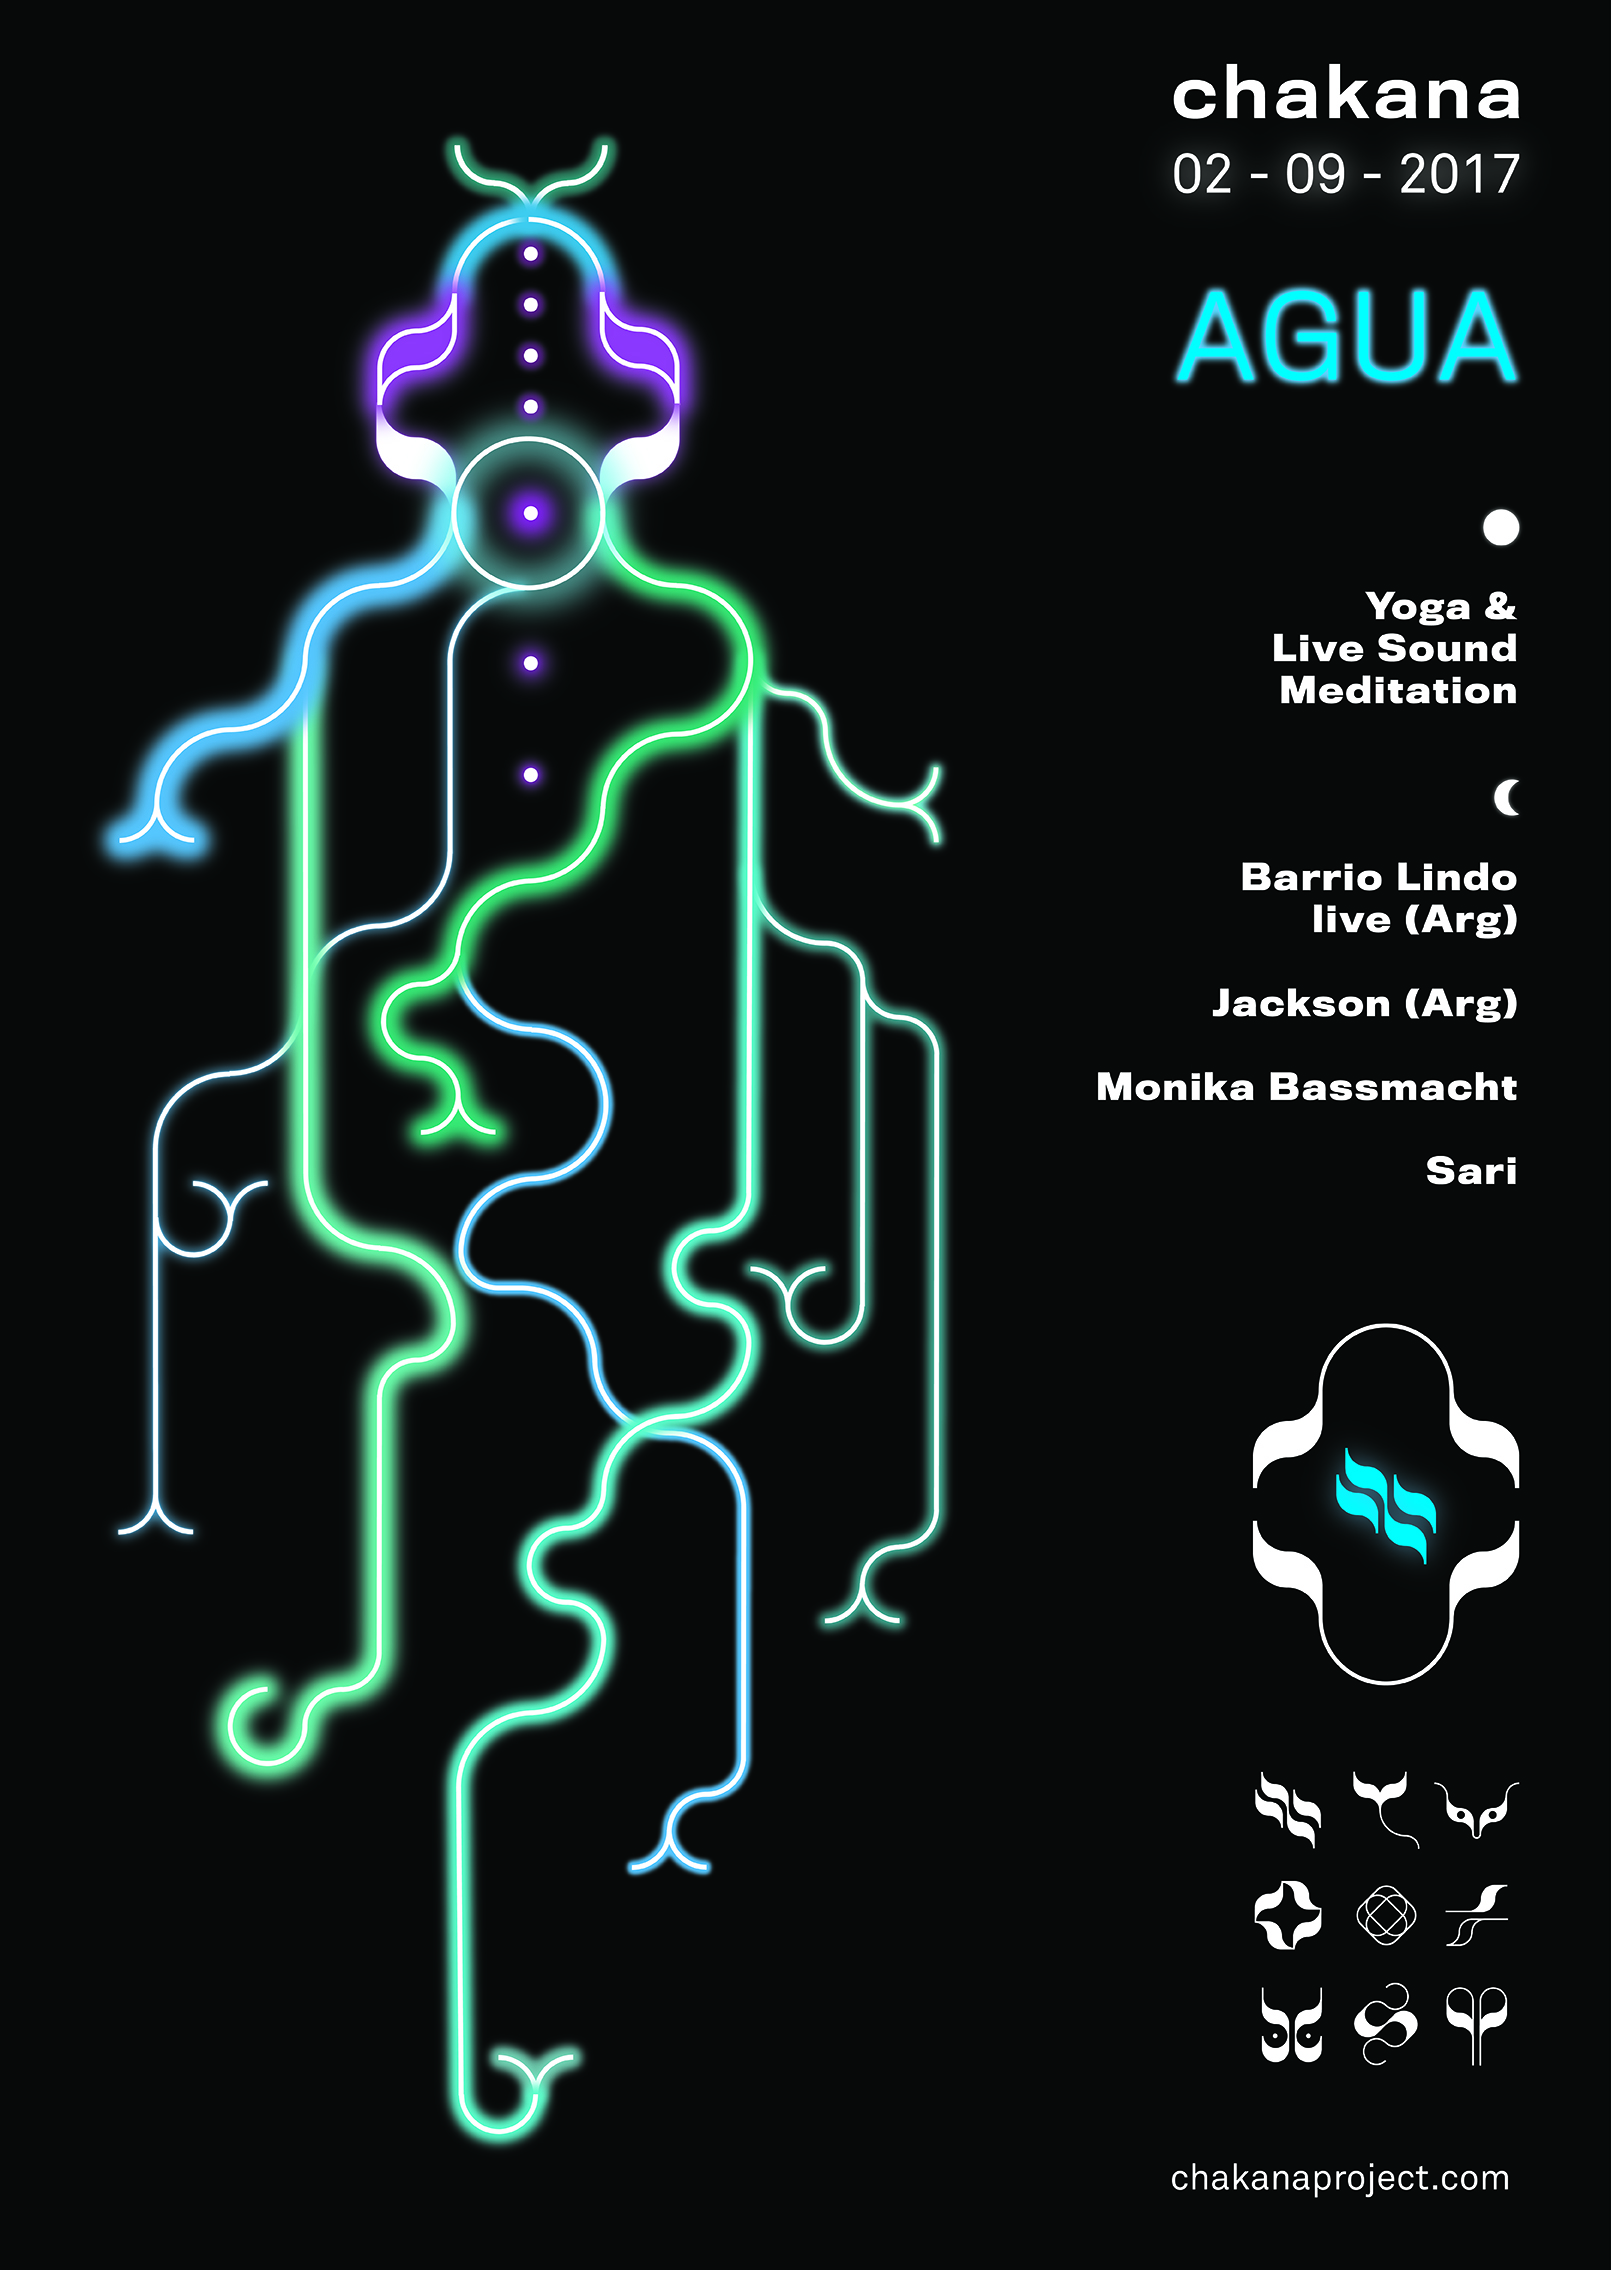 chakana
02 - 09 - 2017
AGUA
Yoga &
Live Sound
Meditation
Barrio Lindo
live (Arg)
Jackson (Arg)
Monika Bassmacht
Sari
chakanaproject.com